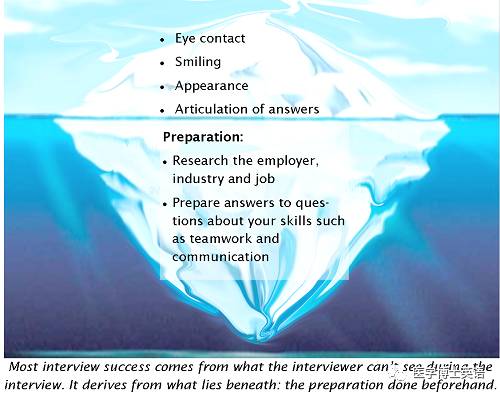 • Eye contact
• Smiling
• Appearance
• Articulation of answers
Preparation:
• Research the employer,
industry and job
• Prepare answers to ques-
tions about your skills such
as teamwork and
communication
Most interview success comes from what the interviewer can't see during the
interview. It derives from what lies beneath: the preparation done beforehand.
医学博士英语